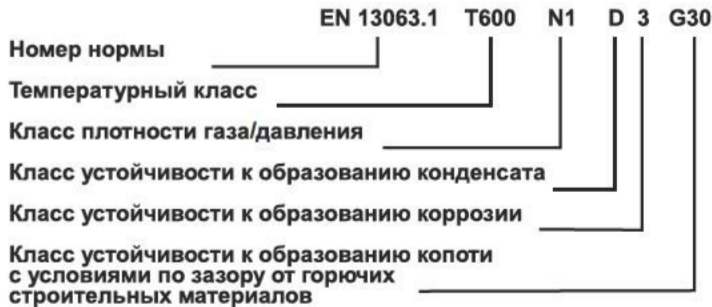 EN 13063.1 T600 N1 D 3 G30
Номер нормы
Температурный класс
Класс плотности газа/давления
Класс устойчивости к образованию конденсата
Класс устойчивости к образованию коррозии
Класс устойчивости к образованию копоти
с условиями по зазору от горючих
строительных материалов